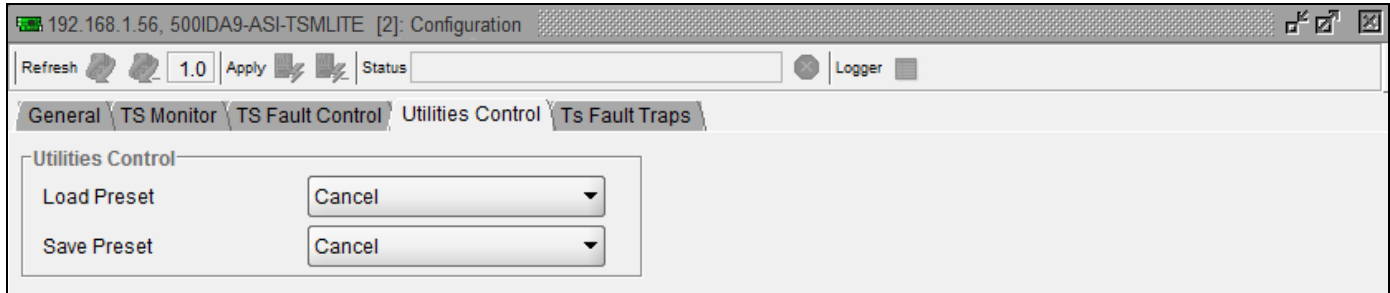 192.168.1.56, 500IDA9-ASI-TSMLITE [2]: Configuration
Refresh 1.0 Apply Status Logger
General TS Monitor TS Fault Control Utilities Control Ts Fault Traps
Utilities Control
Load Preset Cancel
Save Preset Cancel